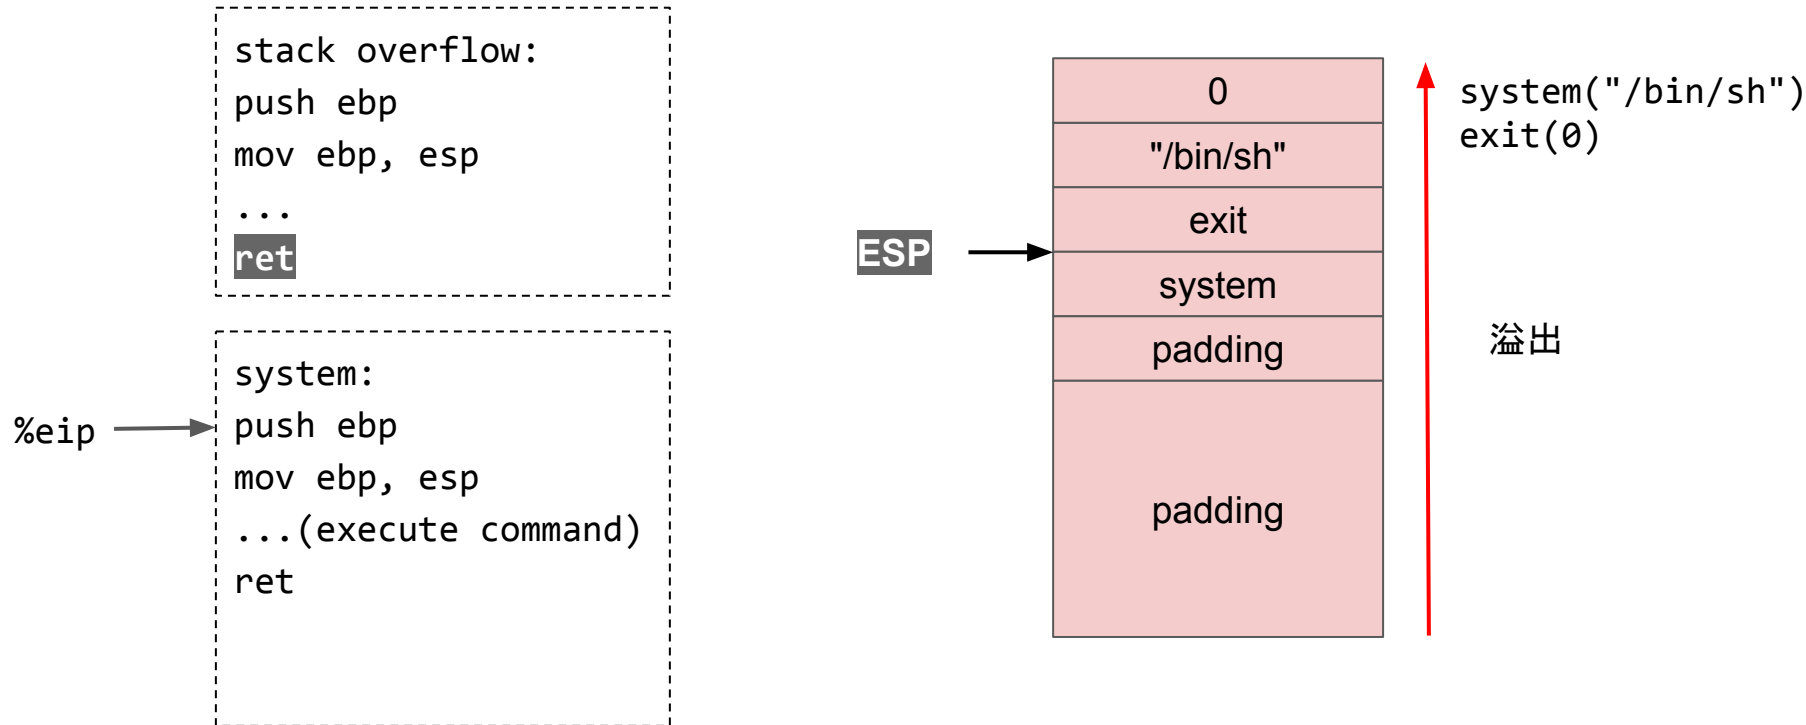 stack overflow:
push ebp
mov ebp, esp
...
ret
%eip
system:
push ebp
mov ebp, esp
...(execute command)
ret
ESP
0
"/bin/sh"
exit
system
padding
padding
system("/bin/sh")
exit(0)
溢出